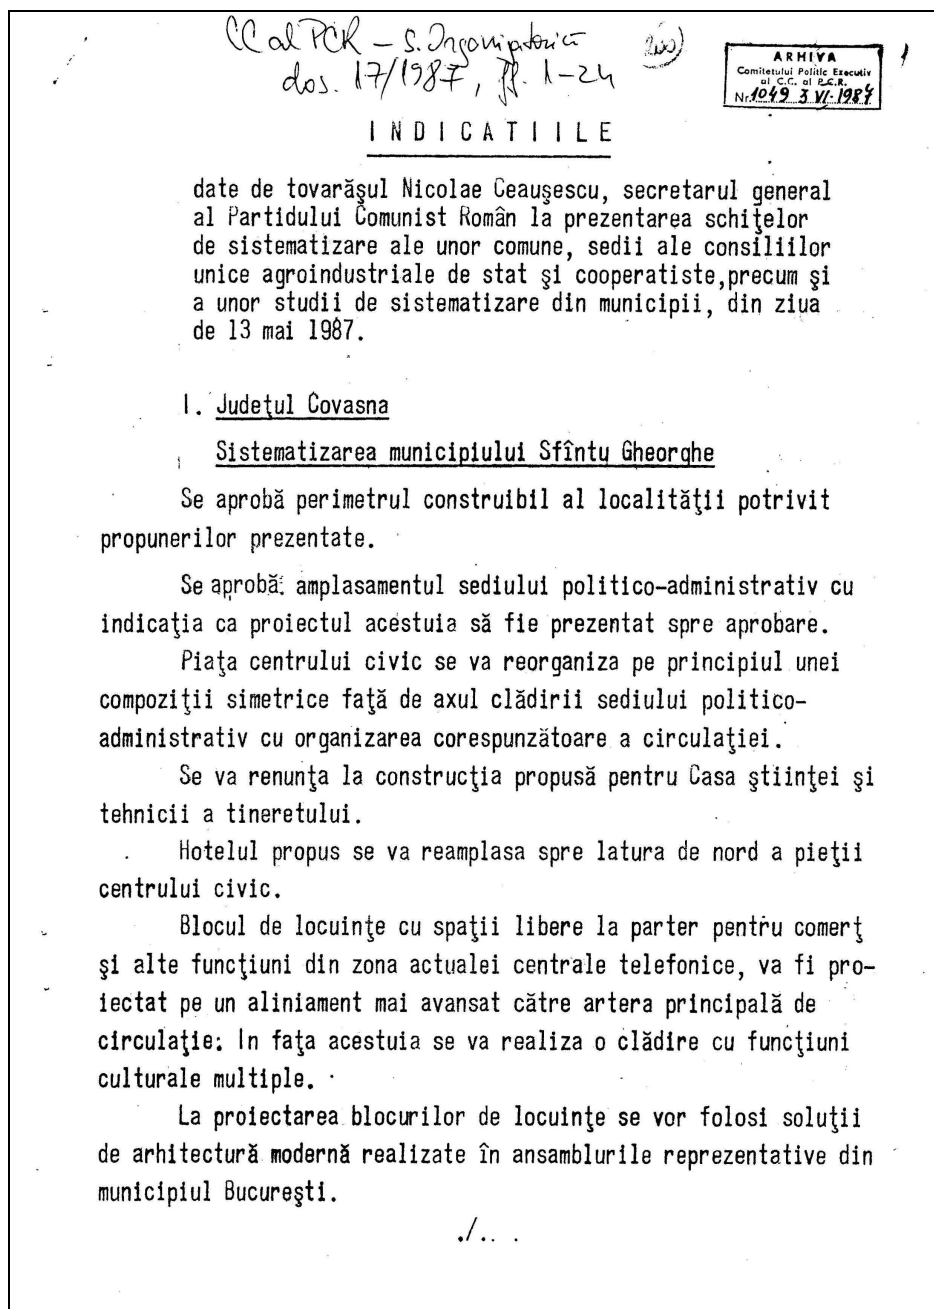 CC al PCR – S. Organizatorică
dos. 17/1987, ff. 1–24
200)
1
ARHIVA
Comitetului Politic Executiv
al C.C. al P.C.R.
Nr. 1049 3 VI 1987
INDICATIILE
date de tovarăşul Nicolae Ceauşescu, secretarul general
al Partidului Comunist Român la prezentarea schiţelor
de sistematizare ale unor comune, sedii ale consiliilor
unice agroindustriale de stat şi cooperatiste,precum şi
a unor studii de sistematizare din municipii, din ziua
de 13 mai 1987.
I. Judeţul Covasna
Sistematizarea municipiului Sfîntu Gheorghe
Se aprobă perimetrul construibil al localităţii potrivit
propunerilor prezentate.
Se aprobă: amplasamentul sediului politico-administrativ cu
indicaţia ca proiectul acestuia să fie prezentat spre aprobare.
Piaţa centrului civic se va reorganiza pe principiul unei
compoziţii simetrice faţă de axul clădirii sediului politico-
administrativ cu organizarea corespunzătoare a circulaţiei.
Se va renunţa la construcţia propusă pentru Casa ştiinţei şi
tehnicii a tineretului.
Hotelul propus se va reamplasa spre latura de nord a pieţii
centrului civic.
Blocul de locuinţe cu spaţii libere la parter pentru comerţ
şi alte funcţiuni din zona actualei centrale telefonice, va fi pro-
iectat pe un aliniament mai avansat către artera principală de
circulaţie: In faţa acestuia se va realiza o clădire cu funcţiuni
culturale multiple.
La proiectarea blocurilor de locuinţe se vor folosi soluţii
de arhitectură modernă realizate în ansamblurile reprezentative din
municipiul Bucureşti.
./.. .